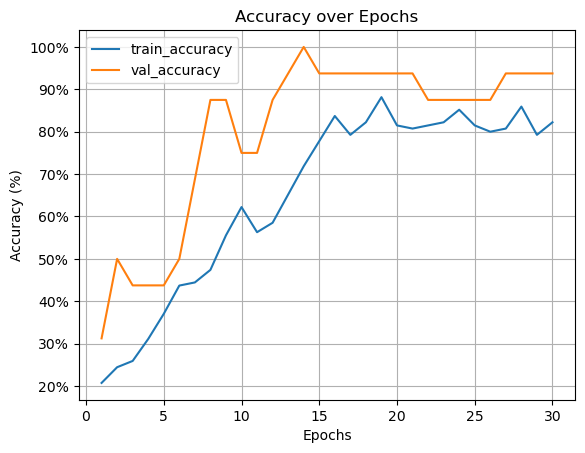 Accuracy over Epochs
train_accuracy
val_accuracy
Accuracy (%)
100%
90%
80%
70%
60%
50%
40%
30%
20%
0 5 10 15 20 25 30
Epochs